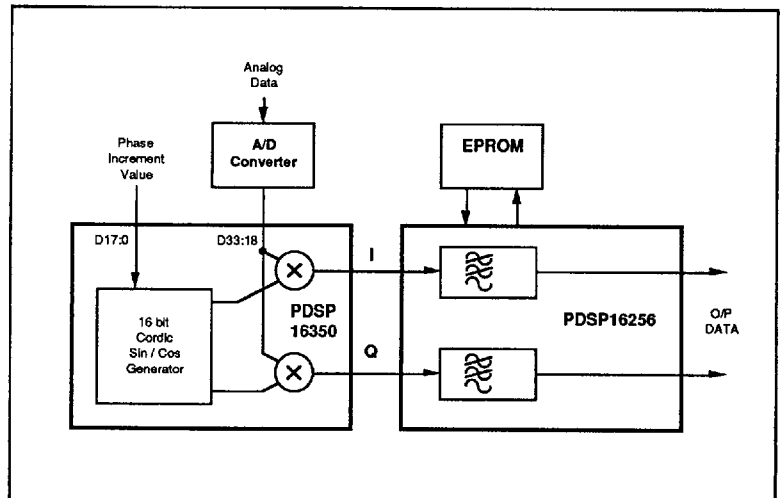 Analog
Data
Phase
Increment
Value
A/D
Converter
EPROM
D17:0
D33:18
I
PDSP
16350
16 bit
Cordic
Sin / Cos
Generator
Q
PDSP16256
O/P
DATA